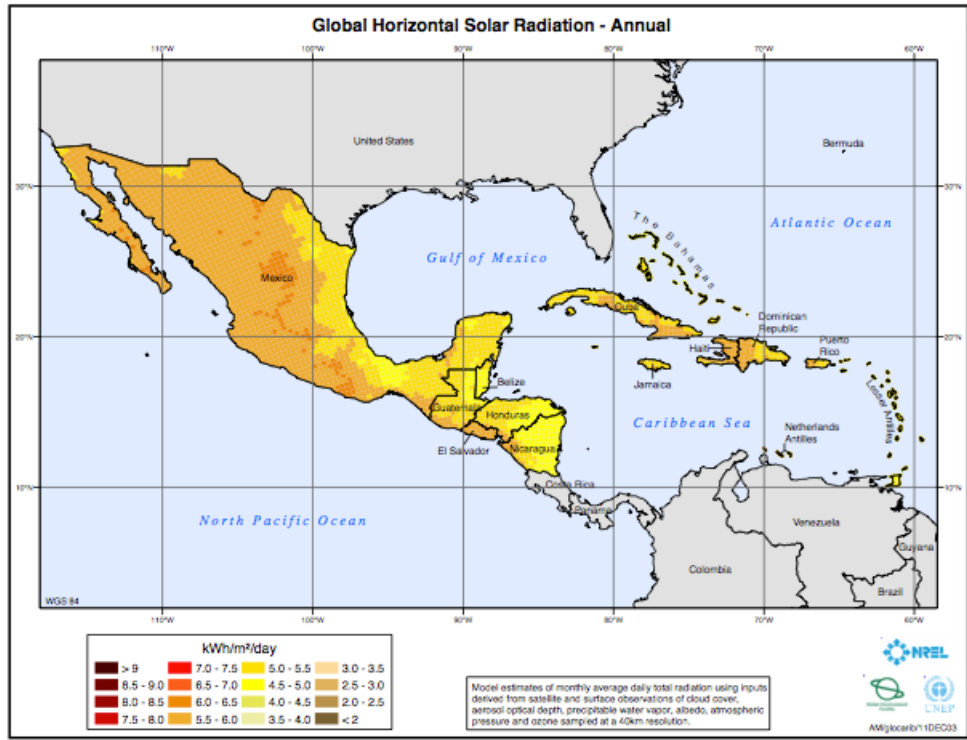 Global Horizontal Solar Radiation - Annual
110°W
100°W
90°W
80°W
70°W
60°W
United States
Bermuda
30°N
30°N
The Bahamas
Atlantic Ocean
Gulf of Mexico
Mexico
Cuba
Dominican
Republic
20°N
20°N
Haiti
Puerto
Rico
Jamaica
Belize
Lesser Antilles
Guatemala
Honduras
Caribbean Sea
Netherlands
Antilles
El Salvador
Nicaragua
10°N
10°N
Costa Rica
Panama
North Pacific Ocean
Venezuela
Guyana
Colombia
Brazil
WGS 84
kWh/m²/day
> 9
8.5 - 9.0
8.0 - 8.5
7.5 - 8.0
7.0 - 7.5
6.5 - 7.0
6.0 - 6.5
5.5 - 6.0
5.0 - 5.5
4.5 - 5.0
4.0 - 4.5
3.5 - 4.0
3.0 - 3.5
2.5 - 3.0
2.0 - 2.5
< 2
Model estimates of monthly average daily total radiation using inputs
derived from satellite and surface observations of cloud cover,
aerosol optical depth, precipitable water vapor, albedo, atmospheric
pressure and ozone sampled at a 40km resolution.
NREL
UNEP
AM/glocarib/11DEC03